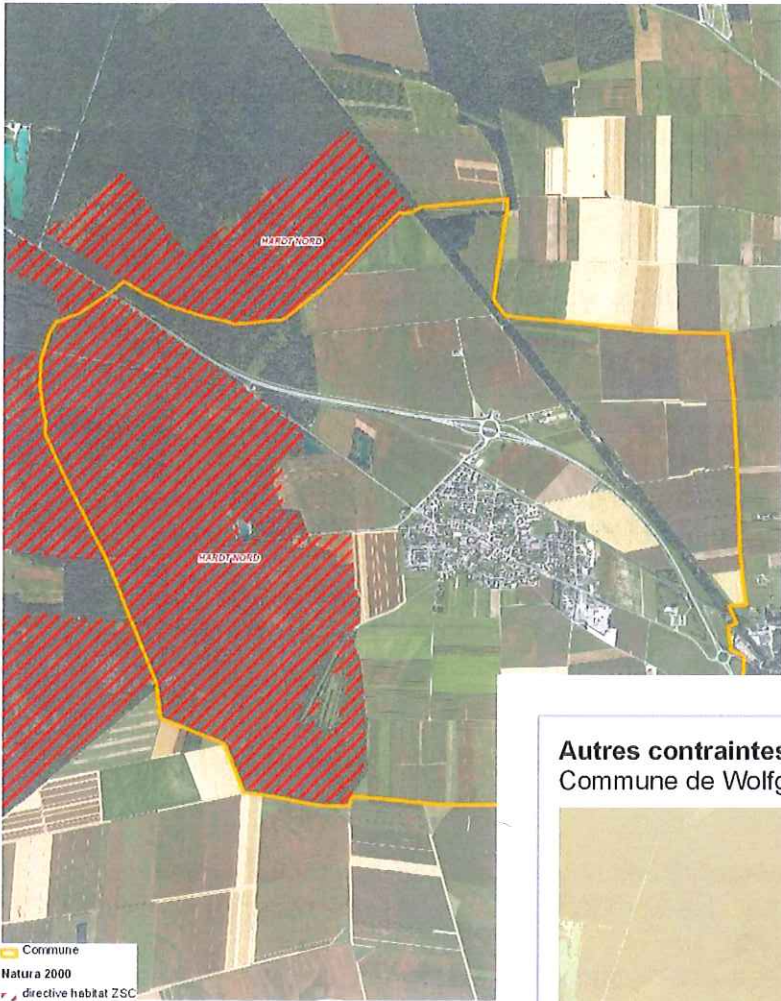 HARDT NORD
HARDT NORD
Autres contraintes
Commune de Wolfg
Commune
Natura 2000
directive habitat ZSC